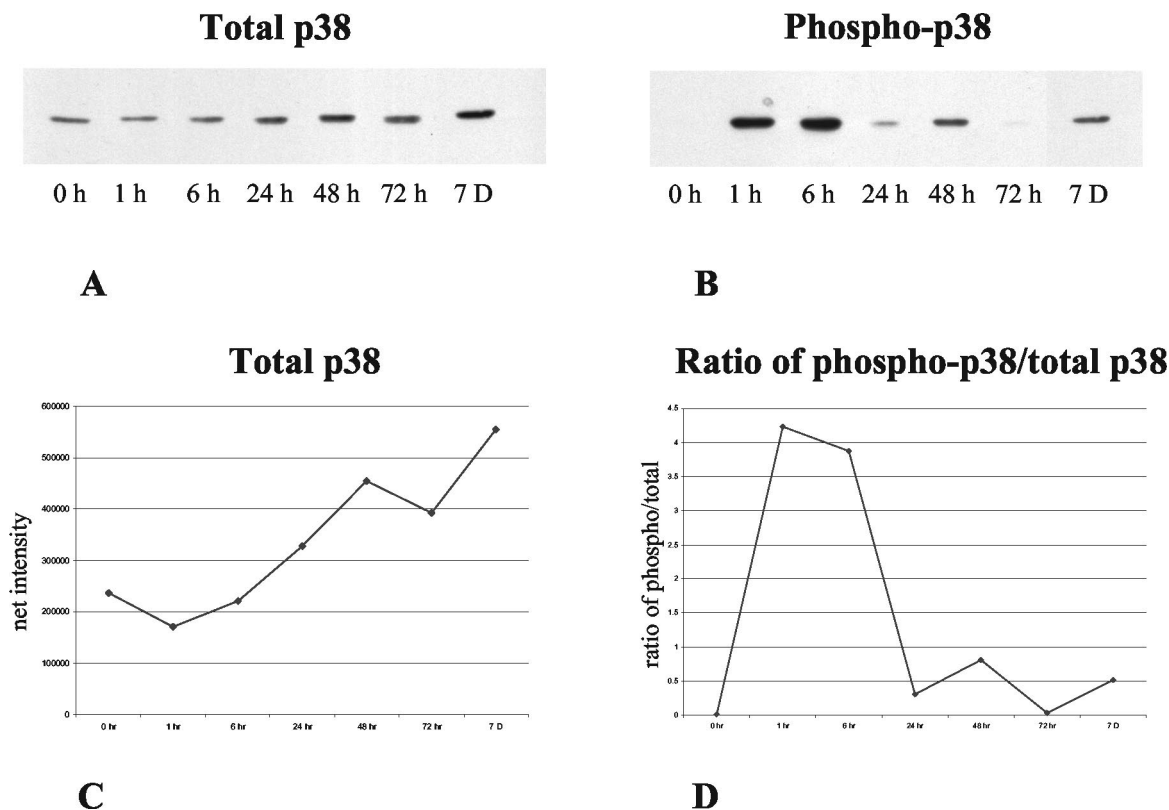 Total p38
Phospho-p38
0 h 1 h 6 h 24 h 48 h 72 h 7 D
0 h 1 h 6 h 24 h 48 h 72 h 7 D
A
B
Total p38
Ratio of phospho-p38/total p38
600000
500000
400000
300000
200000
100000
0
net intensity
0 hr 1 hr 6 hr 24 hr 48 hr 72 hr 7 D
4.5
4
3.5
3
2.5
2
1.5
1
0.5
0
ratio of phospho/total
0 hr 1 hr 6 hr 24 hr 48 hr 72 hr 7 D
C
D